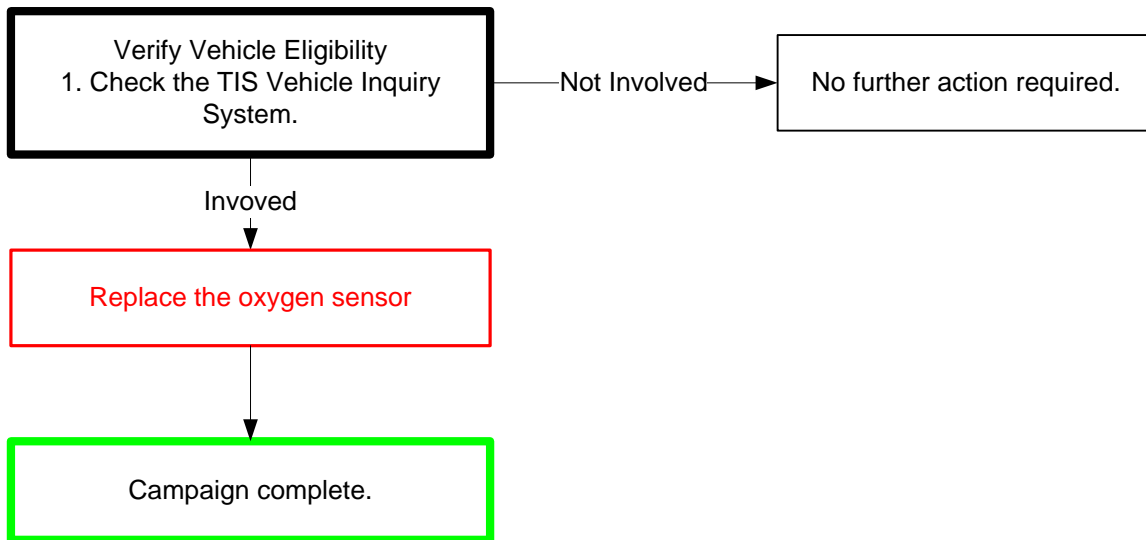 Verify Vehicle Eligibility
1. Check the TIS Vehicle Inquiry
System.
Not Involved
No further action required.
Invoved
Replace the oxygen sensor
Campaign complete.